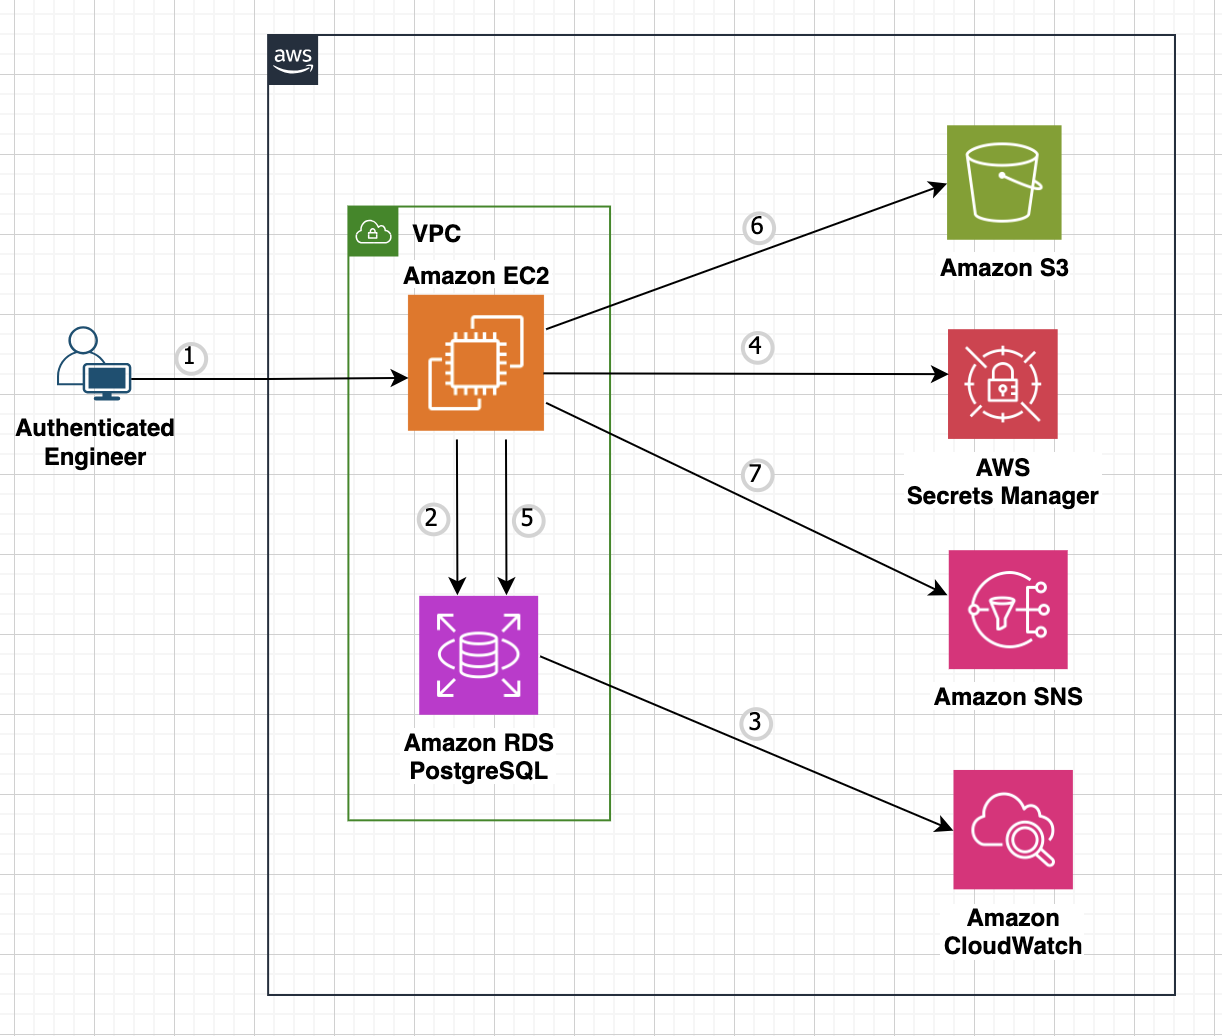 aws
VPC
Amazon EC2
6
Amazon S3
1
4
Authenticated
Engineer
AWS
Secrets Manager
7
2
5
Amazon SNS
3
Amazon RDS
PostgreSQL
Amazon
CloudWatch